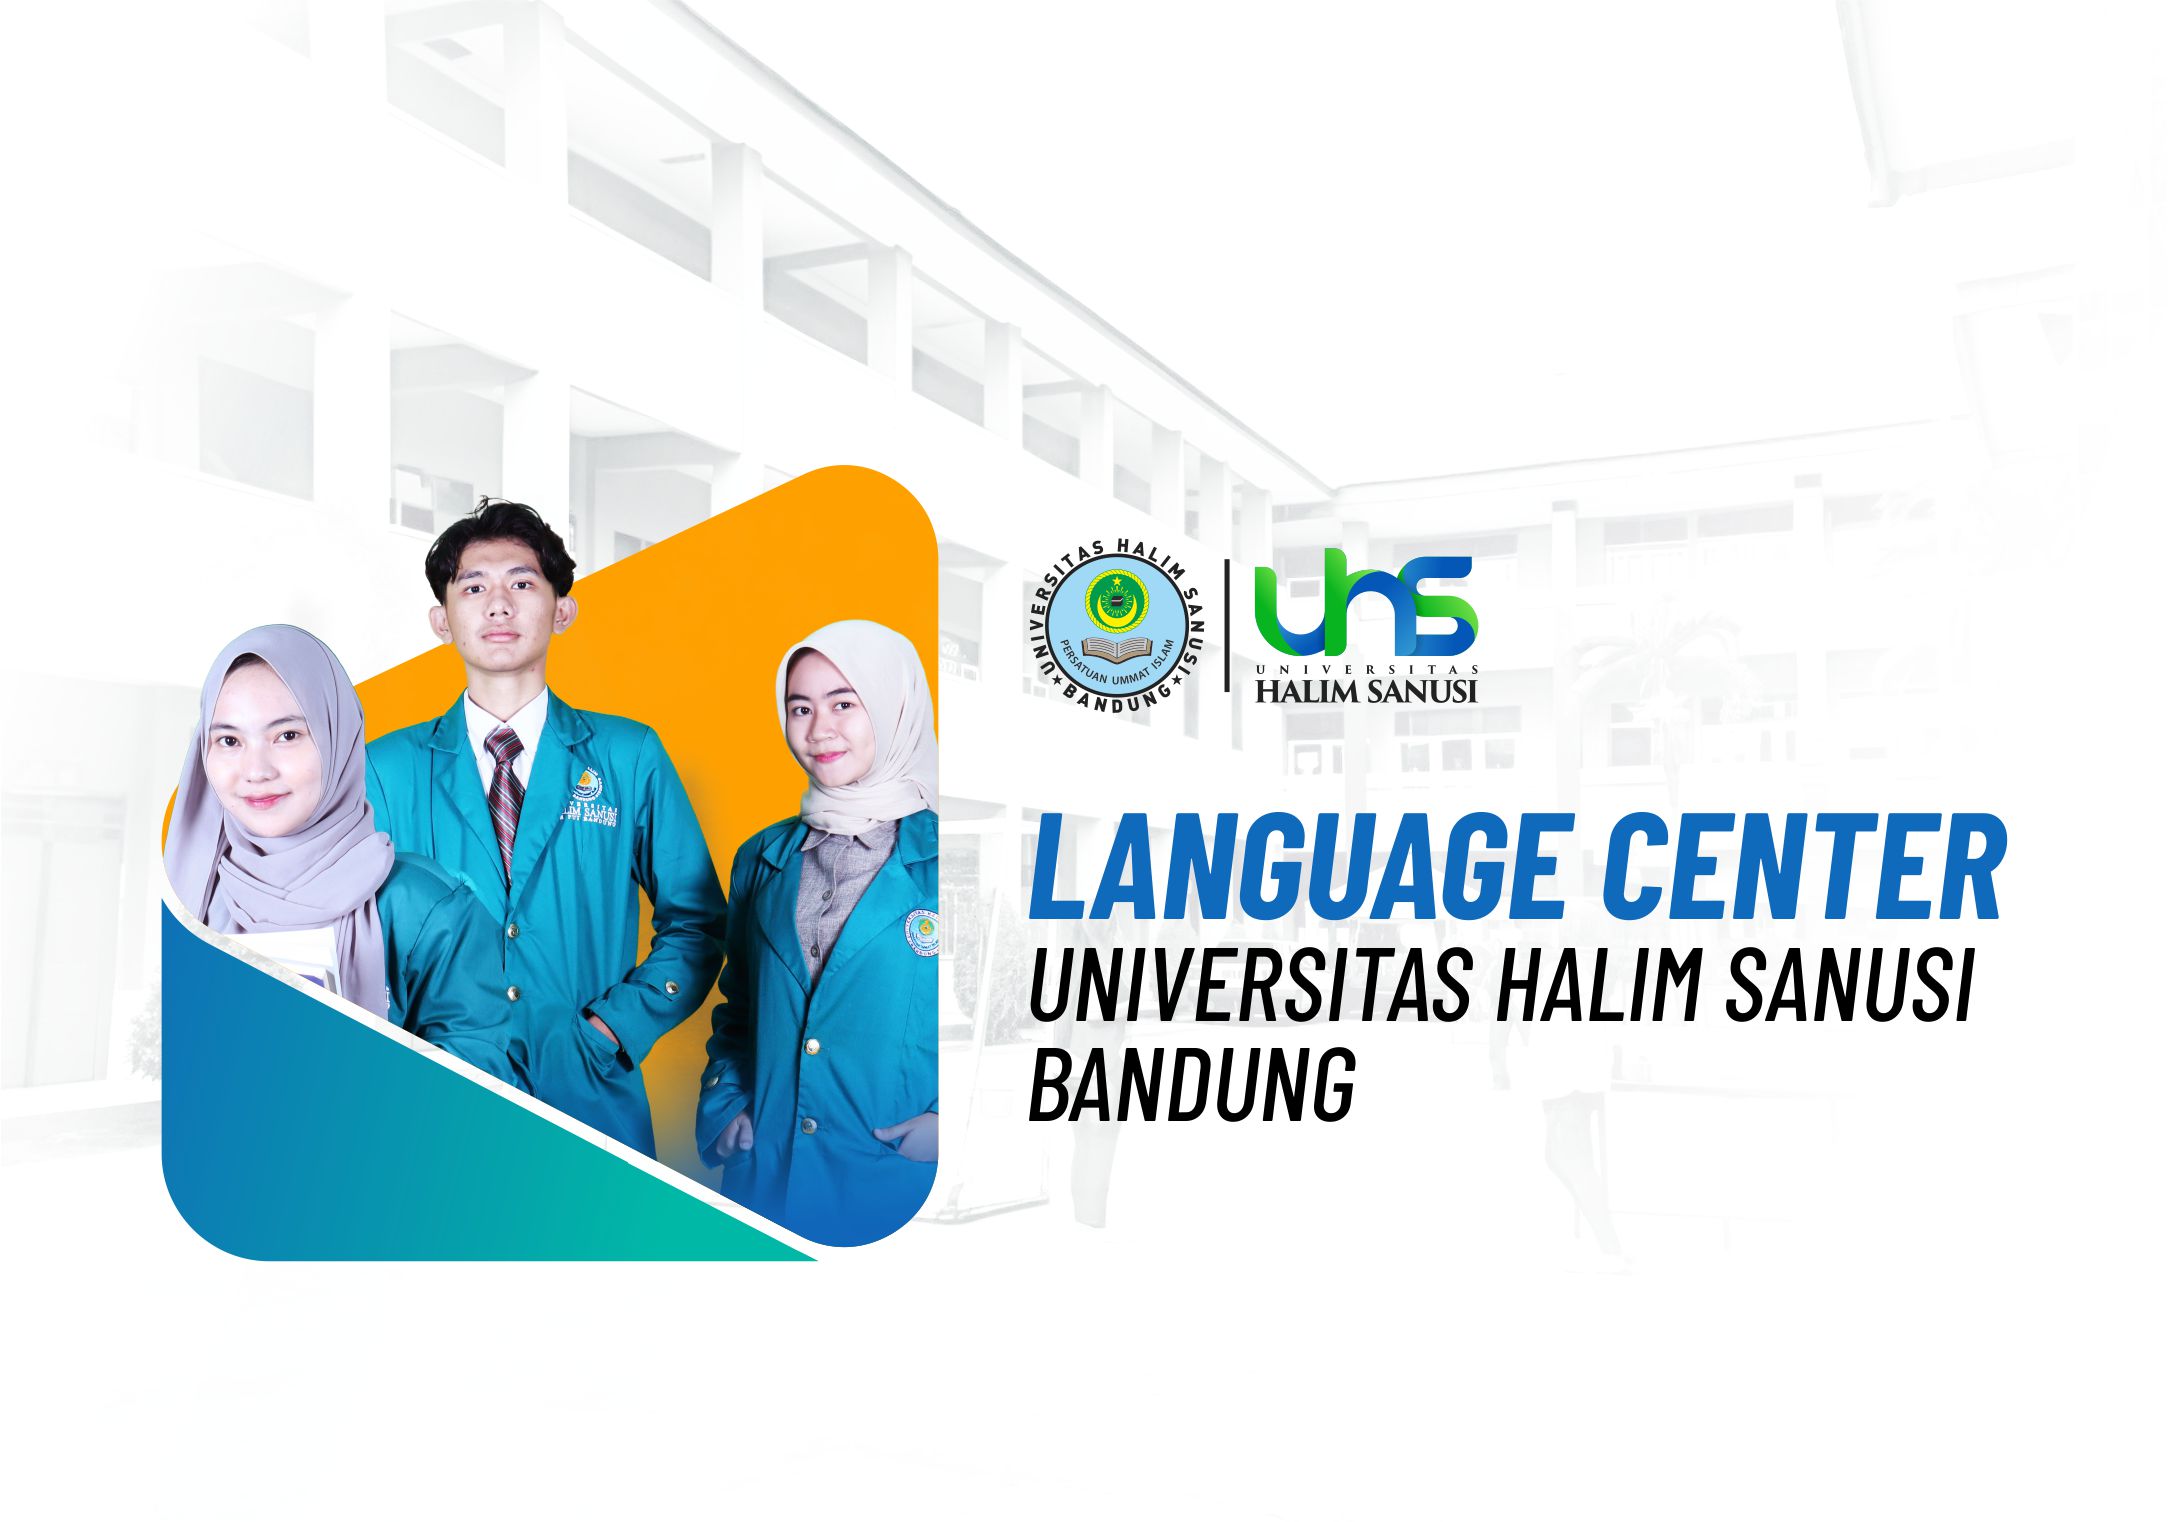 UNIVERSITAS HALIM SANUSI
★ BANDUNG ★
PERSATUAN UMMAT ISLAM
uhs
UNIVERSITAS
HALIM SANUSI
LANGUAGE CENTER
UNIVERSITAS HALIM SANUSI
BANDUNG